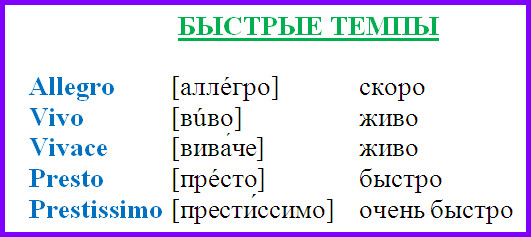 БЫСТРЫЕ ТЕМПЫ
Allegro [алле́гро] скоро
Vivo [ви́во] живо
Vivace [вива́че] живо
Presto [пре́сто] быстро
Prestissimo [прести́ссимо] очень быстро